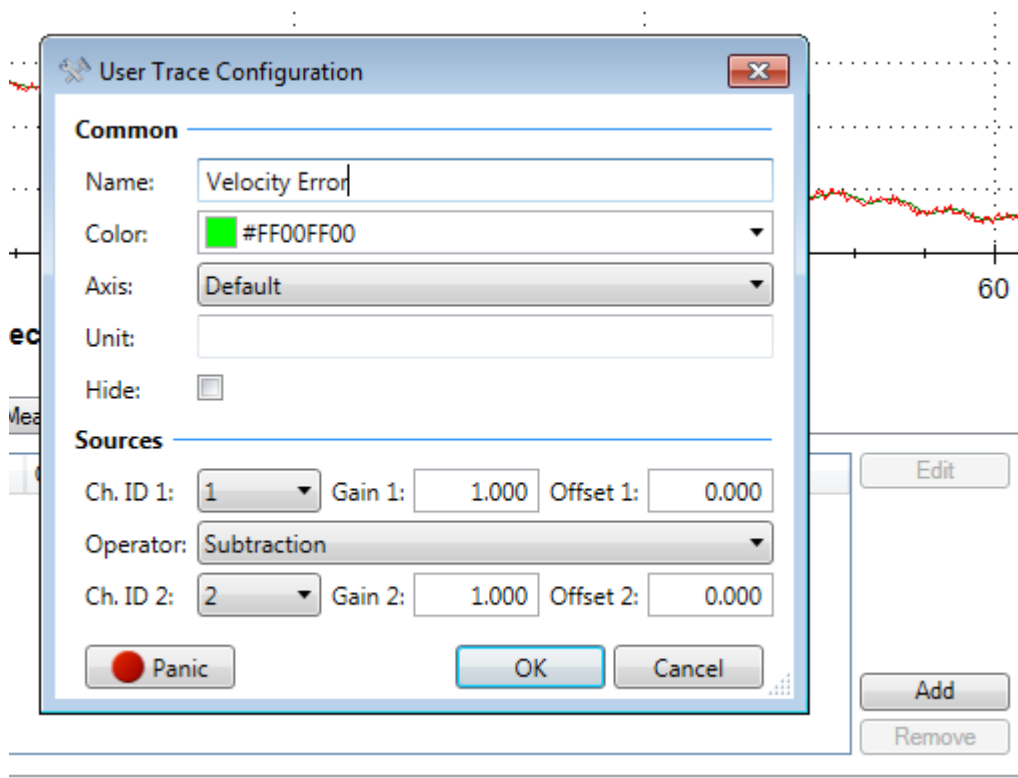 User Trace Configuration
Common
Name: Velocity Error
Color: #FF00FF00
Axis: Default
60
Unit:
Hide:
Sources
Edit
Ch. ID 1: 1 Gain 1: 1.000 Offset 1: 0.000
Operator: Subtraction
Ch. ID 2: 2 Gain 2: 1.000 Offset 2: 0.000
Panic OK Cancel
Add
Remove